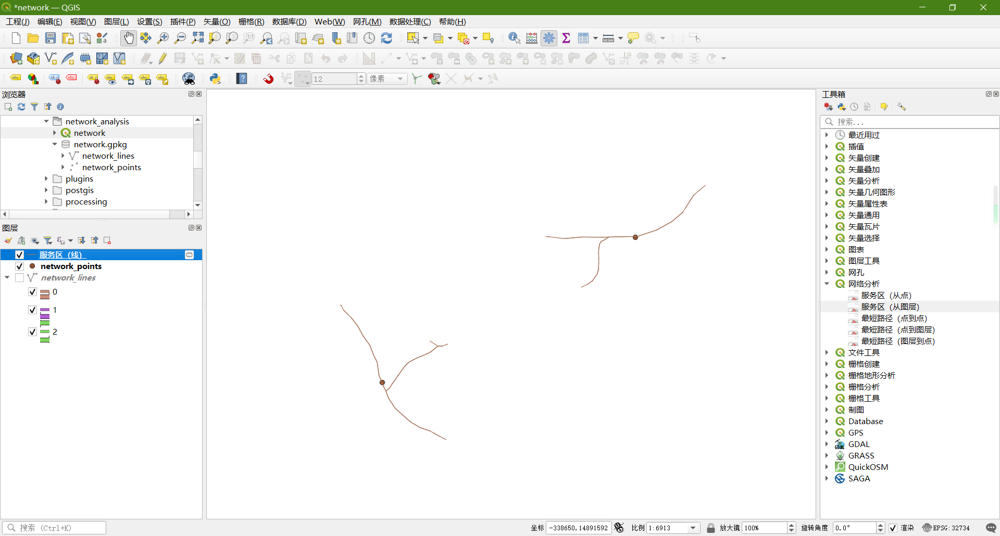 *network — QGIS
工程(J) 编辑(E) 视图(V) 图层(L) 设置(S) 插件(P) 矢量(O) 栅格(R) 数据库(D) Web(W) 网孔(M) 数据处理(C) 帮助(H)
12 像素
浏览器
network_analysis
network
network.gpkg
network_lines
network_points
plugins
postgis
processing
图层
服务区 (线)
network_points
network_lines
0
1
2
工具箱
搜索...
最近用过
插值
矢量创建
矢量叠加
矢量分析
矢量几何图形
矢量属性表
矢量通用
矢量瓦片
矢量选择
图表
图层工具
网孔
网络分析
服务区 (从点)
服务区 (从图层)
最短路径 (点到点)
最短路径 (点到图层)
最短路径 (图层到点)
文件工具
栅格创建
栅格地形分析
栅格分析
栅格工具
制图
Database
GPS
GDAL
GRASS
QuickOSM
SAGA
搜索 (Ctrl+K)
坐标 -338650,14891592 比例 1:6913 放大镜 100% 旋转角度 0.0° 渲染 EPSG:32734